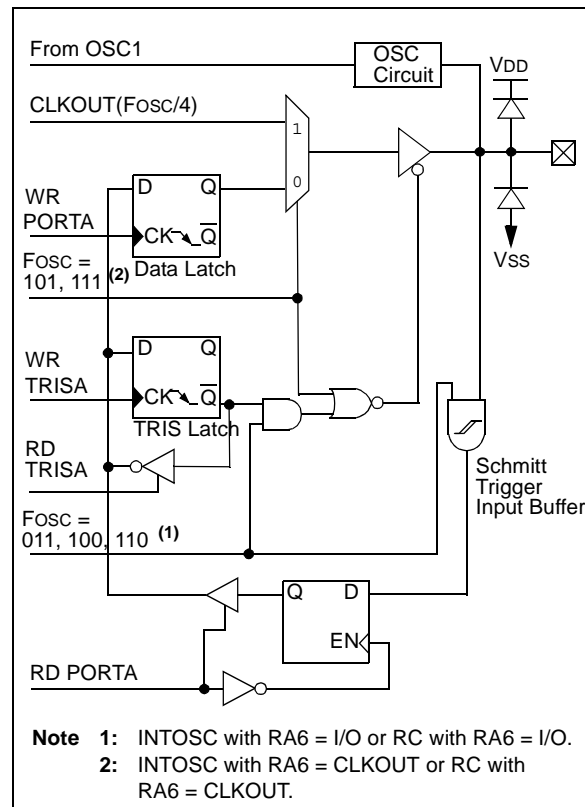 From OSC1
OSC
Circuit
VDD
CLKOUT(FOSC/4)
1
0
D Q
WR
PORTA
CK Q
Data Latch
VSS
FOSC =
101, 111 (2)
D Q
WR
TRISA
CK Q
TRIS Latch
RD
TRISA
Schmitt
Trigger
Input Buffer
FOSC =
011, 100, 110 (1)
Q D
EN
RD PORTA
Note 1: INTOSC with RA6 = I/O or RC with RA6 = I/O.
2: INTOSC with RA6 = CLKOUT or RC with
RA6 = CLKOUT.